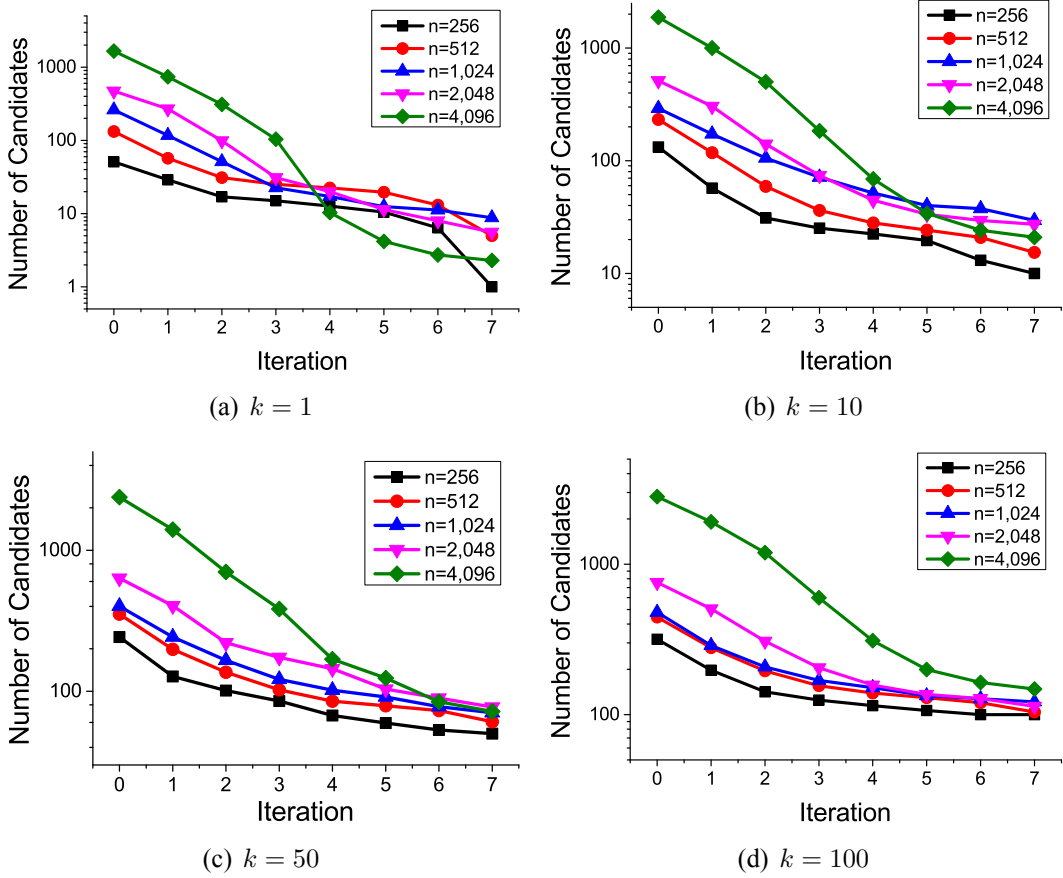 n=256
n=512
n=1,024
n=2,048
n=4,096
1000
100
10
1
Number of Candidates
0 1 2 3 4 5 6 7
Iteration
(a) k = 1
n=256
n=512
n=1,024
n=2,048
n=4,096
1000
100
10
Number of Candidates
0 1 2 3 4 5 6 7
Iteration
(b) k = 10
n=256
n=512
n=1,024
n=2,048
n=4,096
1000
100
Number of Candidates
0 1 2 3 4 5 6 7
Iteration
(c) k = 50
n=256
n=512
n=1,024
n=2,048
n=4,096
1000
100
Number of Candidates
0 1 2 3 4 5 6 7
Iteration
(d) k = 100